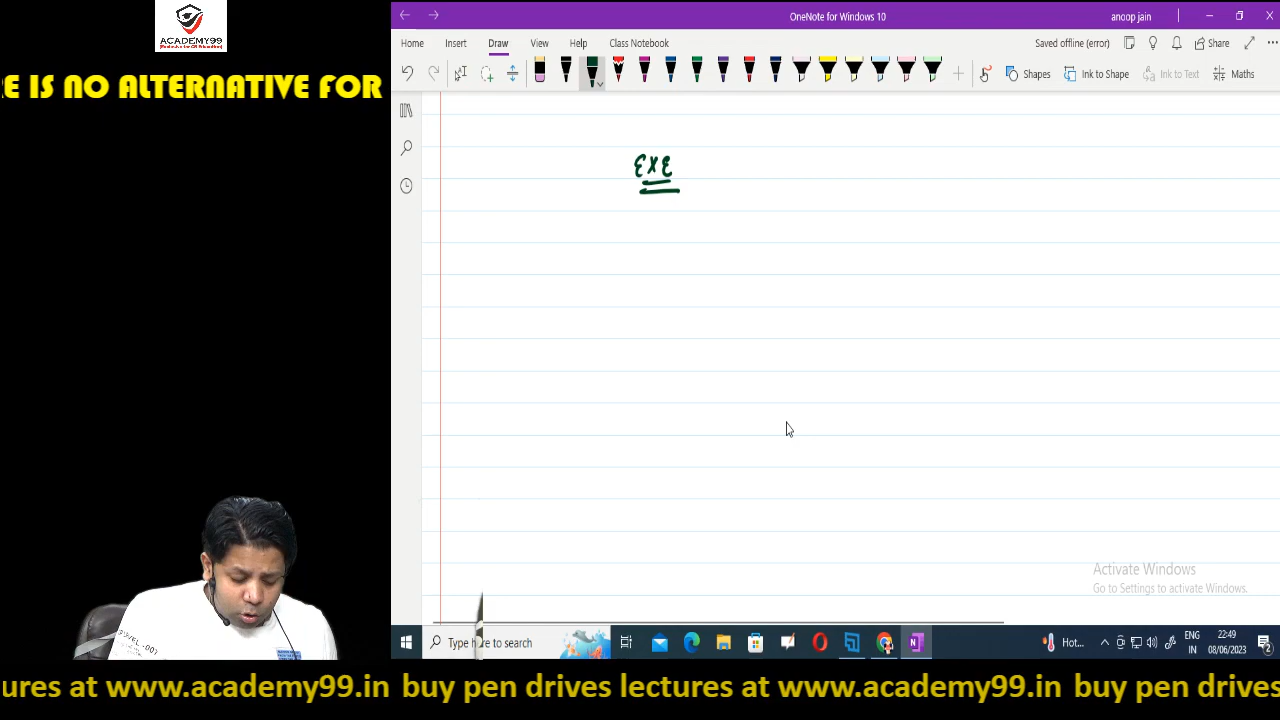 OneNote for Windows 10
anoop jain
ACADEMY99
Home Insert Draw View Help Class Notebook
Saved offline (error)
Share
E IS NO ALTERNATIVE FOR
Shapes Ink to Shape Ink to Text Maths
EXE
Activate Windows
Go to Settings to activate Windows.
Type here to search
Hot...
ENG
IN
22:49
08/06/2023
2
ures at www.academy99.in buy pen drives lectures at www.academy99.in buy pen drives